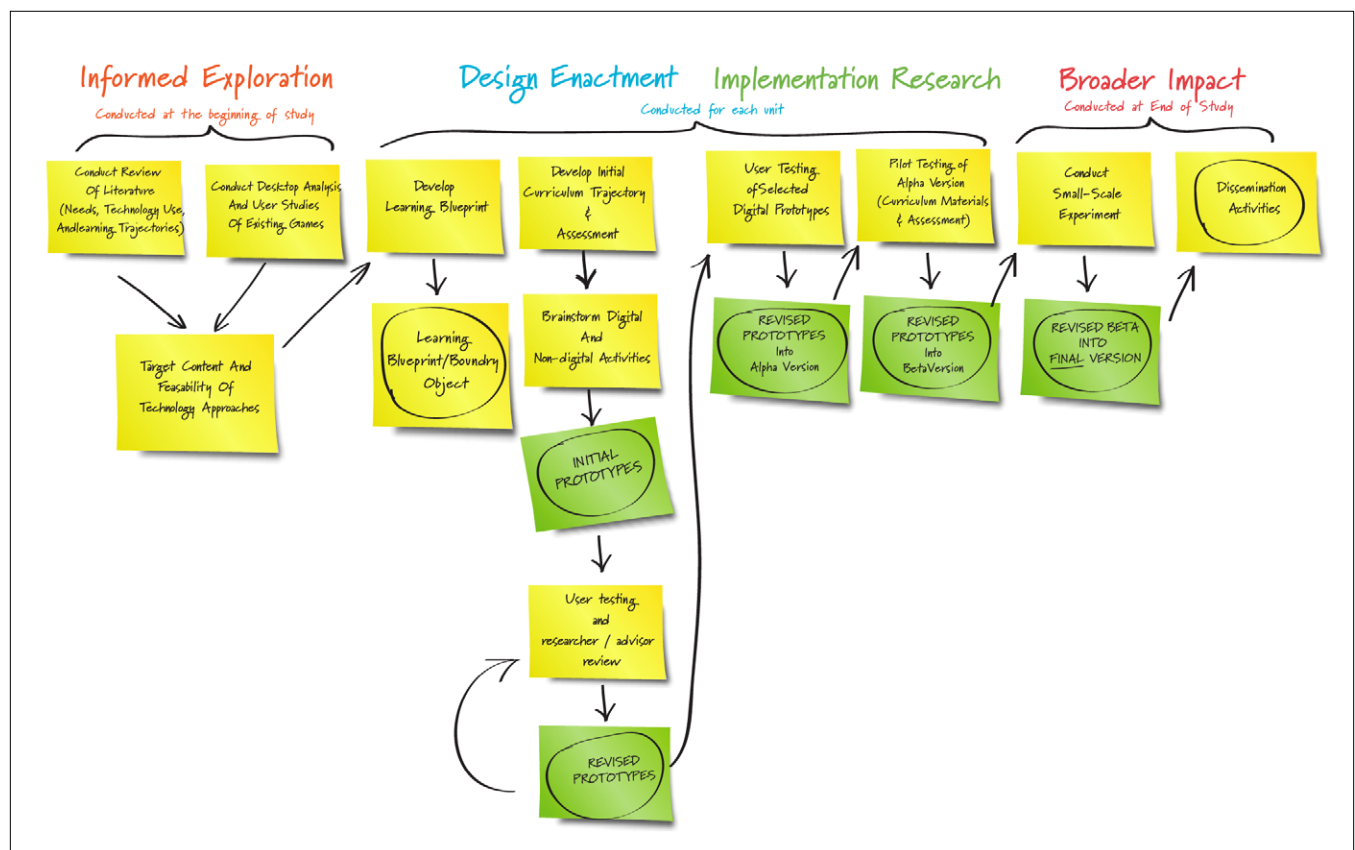 Informed Exploration
Conducted at the beginning of study
Conduct Review
Of Literature
(Needs, Technology Use,
Andlearning Trajectories)
Conduct Desktop Analysis
And User Studies
Of Existing Games
Target Content And
Feasability Of
Technology Approaches
Design Enactment
Implementation Research
Conducted for each unit
Develop
Learning Blueprint
Learning
Blueprint/Boundry
Object
Develop Initial
Curriculum Trajectory
&
Assessment
Brainstorm Digital
And
Non-digital Activities
INITIAL
PROTOTYPES
User testing
and
researcher / advisor
review
REVISED
PROTOTYPES
User Testing
ofSelected
Digital Prototypes
REVISED
PROTOTYPES
Into
Alpha Version
Pilot Testing of
Alpha Version
(Curriculum Materials
& Assessment)
REVISED
PROTOTYPES
Into
BetaVersion
Broader Impact
Conducted at End of Study
Conduct
Small-Scale
Experiment
REVISED BETA
INTO
FINAL VERSION
Dissemination
Activities